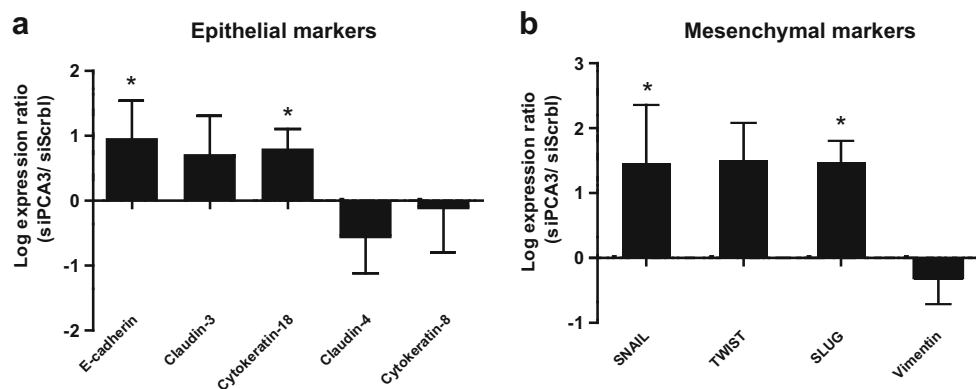 a
Epithelial markers
Log expression ratio
(siPCA3/ siScrbl)
2
*
*
1
0
-1
-2
E-cadherin
Claudin-3
Cytokeratin-18
Claudin-4
Cytokeratin-8
b
Mesenchymal markers
Log expression ratio
(siPCA3/ siScrbl)
3
*
*
2
1
0
-1
SNAIL
TWIST
SLUG
Vimentin